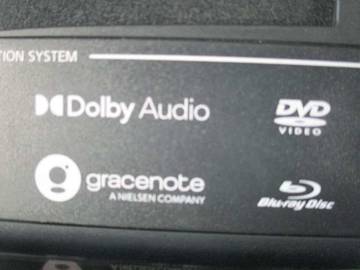 TION SYSTEM
Dolby Audio
DVD
VIDEO
gracenote
A NIELSEN COMPANY
Blu-ray Disc